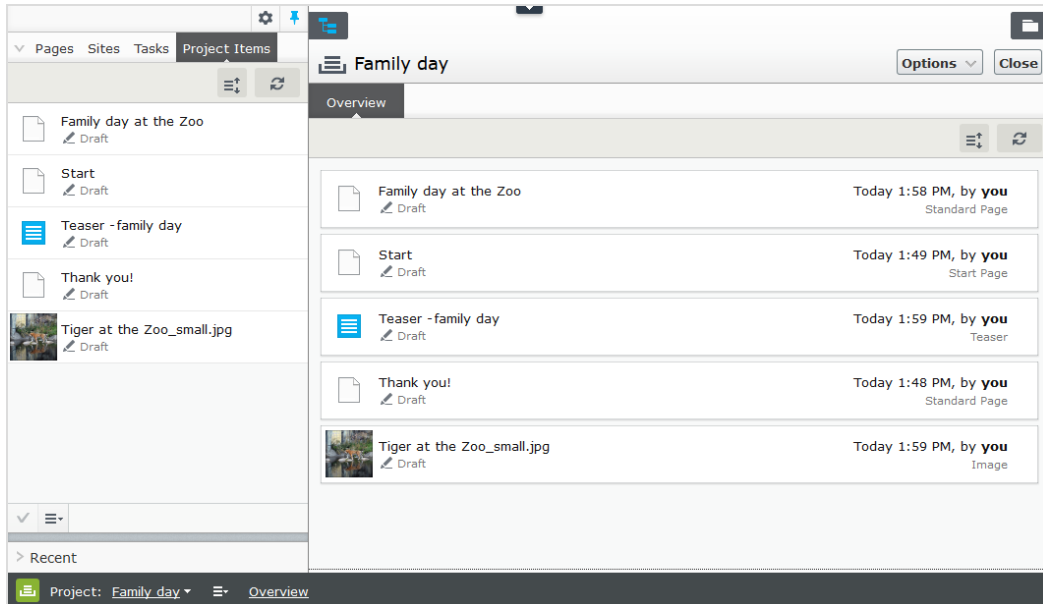 Pages Sites Tasks Project Items
Family day at the Zoo
Draft
Start
Draft
Teaser -family day
Draft
Thank you!
Draft
Tiger at the Zoo_small.jpg
Draft
Recent
Family day
Options
Close
Overview
Family day at the Zoo
Today 1:58 PM, by you
Draft
Standard Page
Start
Today 1:49 PM, by you
Draft
Start Page
Teaser -family day
Today 1:59 PM, by you
Draft
Teaser
Thank you!
Today 1:48 PM, by you
Draft
Standard Page
Tiger at the Zoo_small.jpg
Today 1:59 PM, by you
Draft
Image
Project: Family day Overview